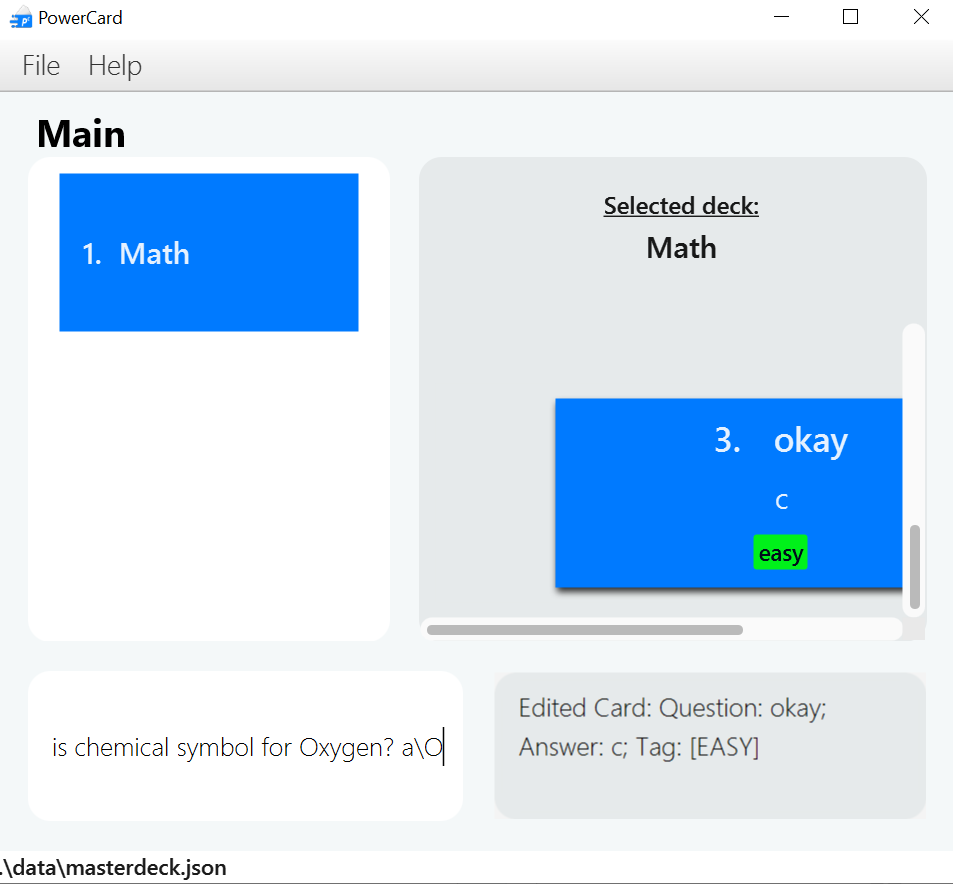 PowerCard
File Help
Main
1. Math
Selected deck:
Math
3. okay
c
easy
is chemical symbol for Oxygen? a\O
Edited Card: Question: okay;
Answer: c; Tag: [EASY]
.\data\masterdeck.json